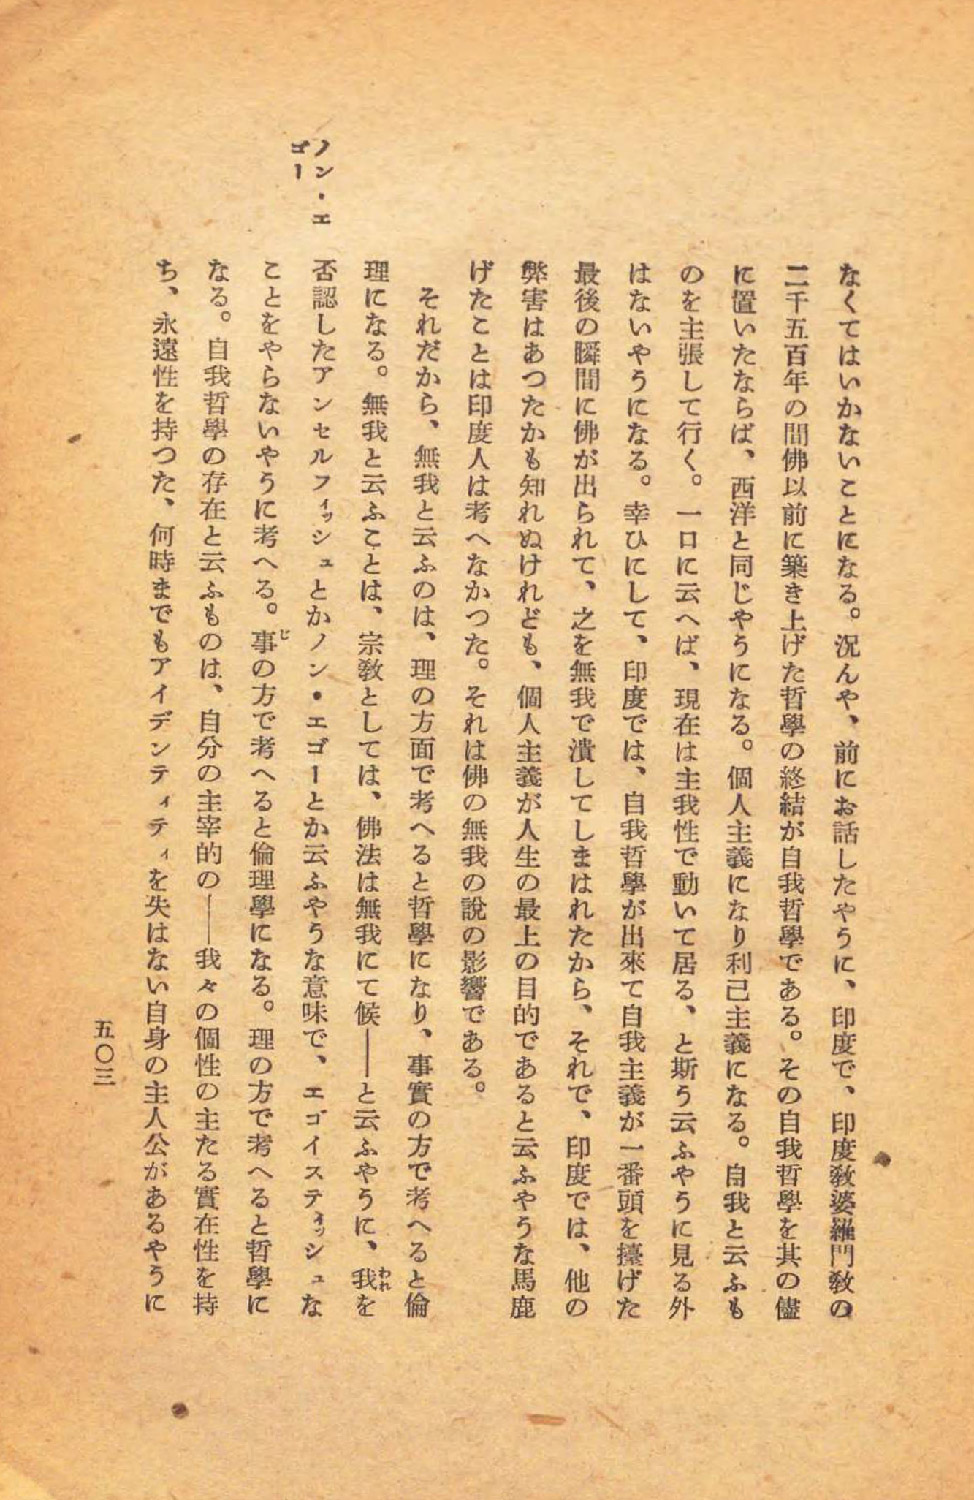 なくてはいかないことになる。況んや、前にお話したやうに、印度で、印度敎婆羅門敎の
二千五百年の間佛以前に築き上げた哲學の終結が自我哲學である。その自我哲學を其の儘
に置いたならば、西洋と同じやうになる。個人主義になり利己主義になる。自我と云ふも
のを主張して行く。一口に云へば、現在は主我性で動いて居る、と斯う云ふやうに見る外
はないやうになる。幸ひにして、印度では、自我哲學が出來て自我主義が一番頭を擡げた
最後の瞬間に佛が出られて、之を無我で潰してしまはれたから、それで、印度では、他の
弊害はあつたかも知れぬけれども、個人主義が人生の最上の目的であると云ふやうな馬鹿
げたことは印度人は考へなかつた。それは佛の無我の說の影響である。
それだから、無我と云ふのは、理の方面で考へると哲學になり、事實の方で考へると倫
理になる。無我と云ふことは、宗敎としては、佛法は無我にて候――と云ふやうに、我われを
ノン・エ
ゴー
否認したアンセルフィッシュとかノン・エゴーとか云ふやうな意味で、エゴイスティッシュな
ことをやらないやうに考へる。事じの方で考へると倫理學になる。理の方で考へると哲學に
なる。自我哲學の存在と云ふものは、自分の主宰的の――我々の個性の主たる實在性を持
ち、永遠性を持つた、何時までもアイデンティティを失はない自身の主人公があるやうに
五〇三